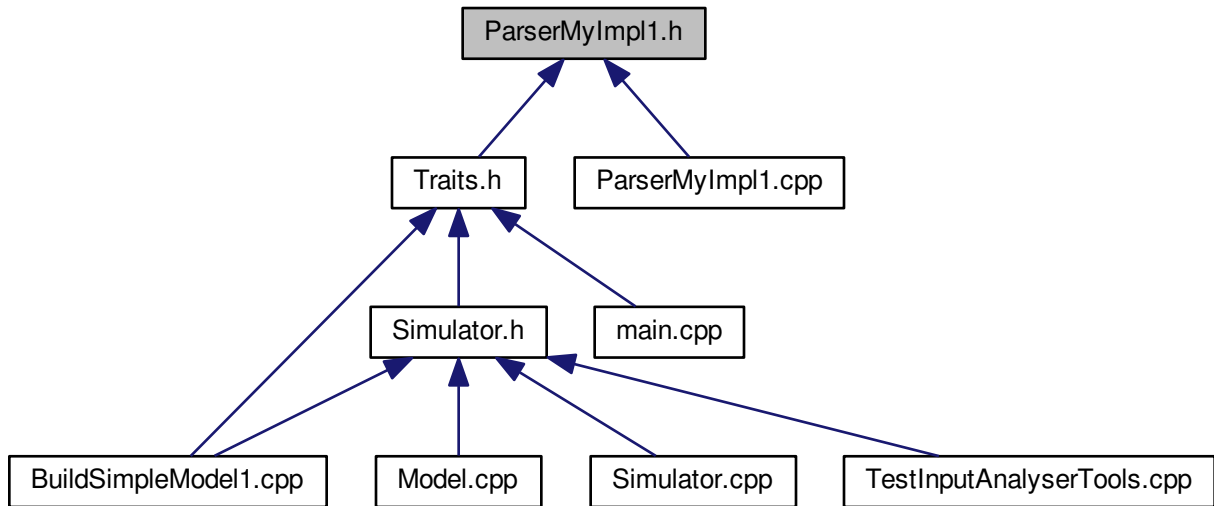 ParserMyImpl1.h
Traits.h
ParserMyImpl1.cpp
Simulator.h
main.cpp
BuildSimpleModel1.cpp
Model.cpp
Simulator.cpp
TestInputAnalyserTools.cpp